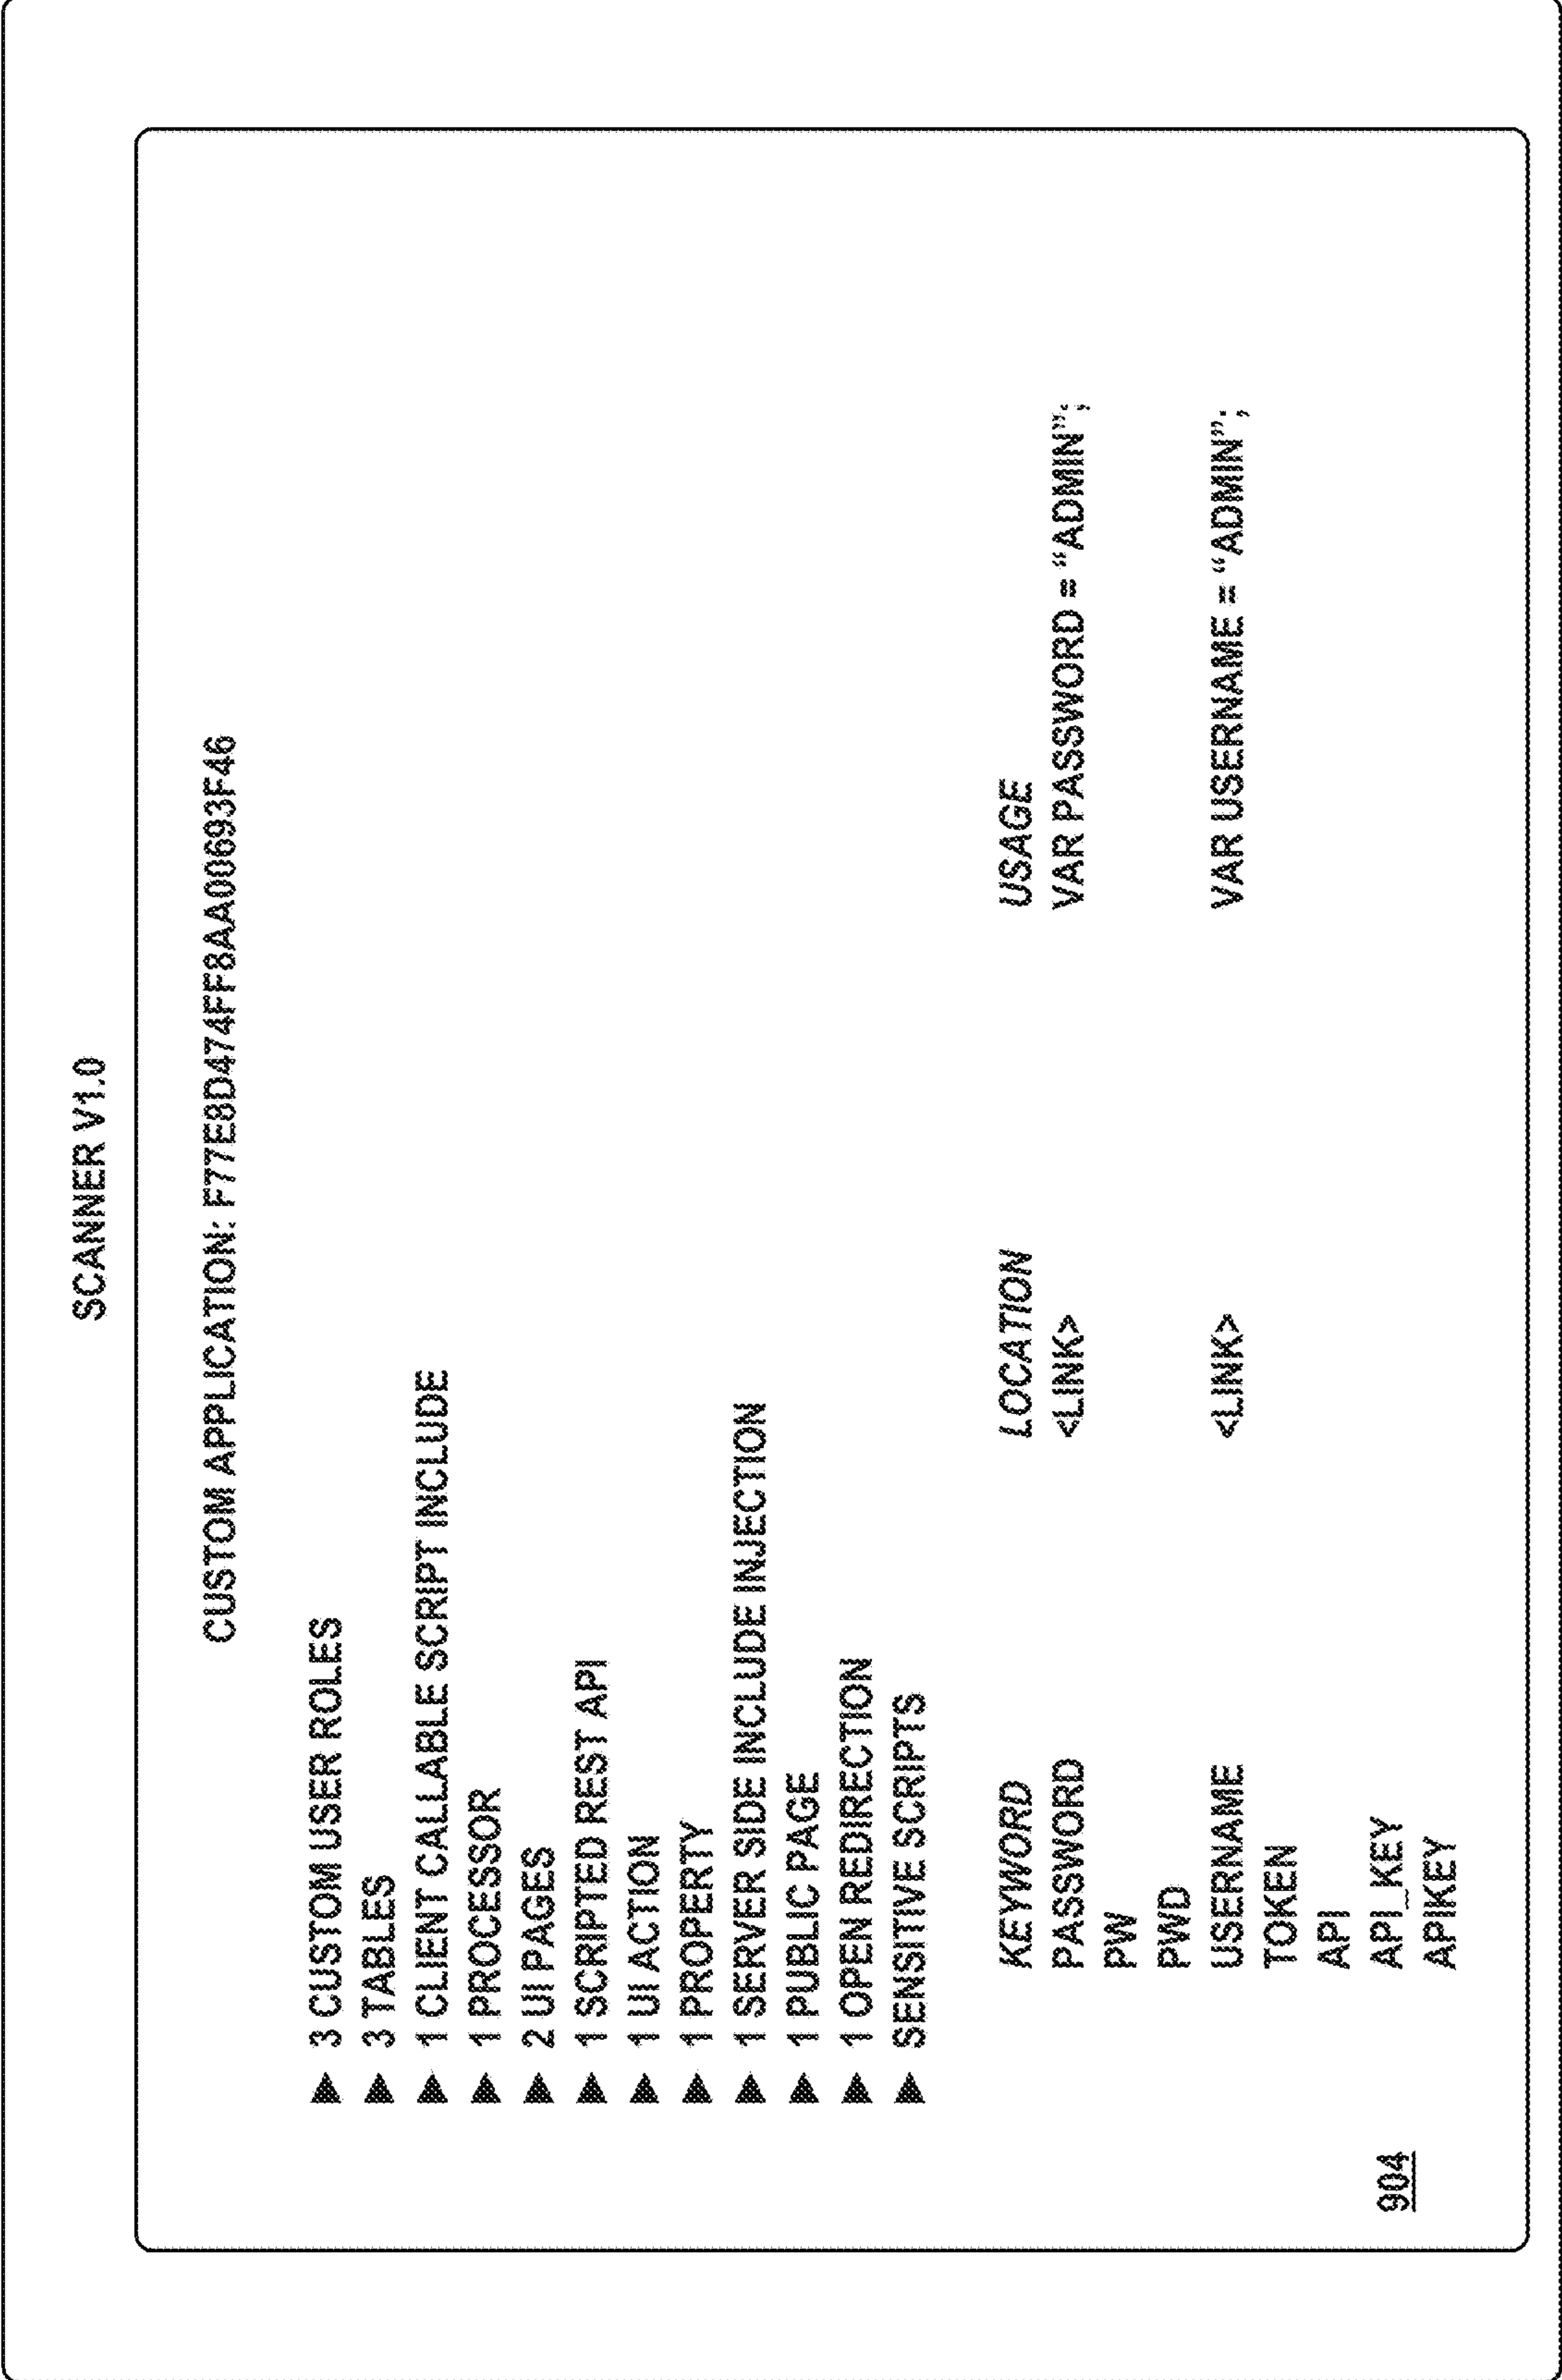 SCANNER V1.0
CUSTOM APPLICATION: F77E8D474FF8AA00693F46
▶ 3 CUSTOM USER ROLES
▶ 3 TABLES
▶ 1 CLIENT CALLABLE SCRIPT INCLUDE
▶ 1 PROCESSOR
▶ 2 UI PAGES
▶ 1 SCRIPTED REST API
▶ 1 UI ACTION
▶ 1 PROPERTY
▶ 1 SERVER SIDE INCLUDE INJECTION
▶ 1 PUBLIC PAGE
▶ 1 OPEN REDIRECTION
▶ SENSITIVE SCRIPTS
KEYWORD LOCATION USAGE
PASSWORD <LINK> VAR PASSWORD = “ADMIN”;
PW
PWD
USERNAME <LINK> VAR USERNAME = “ADMIN”;
TOKEN
API
API_KEY
APIKEY
904